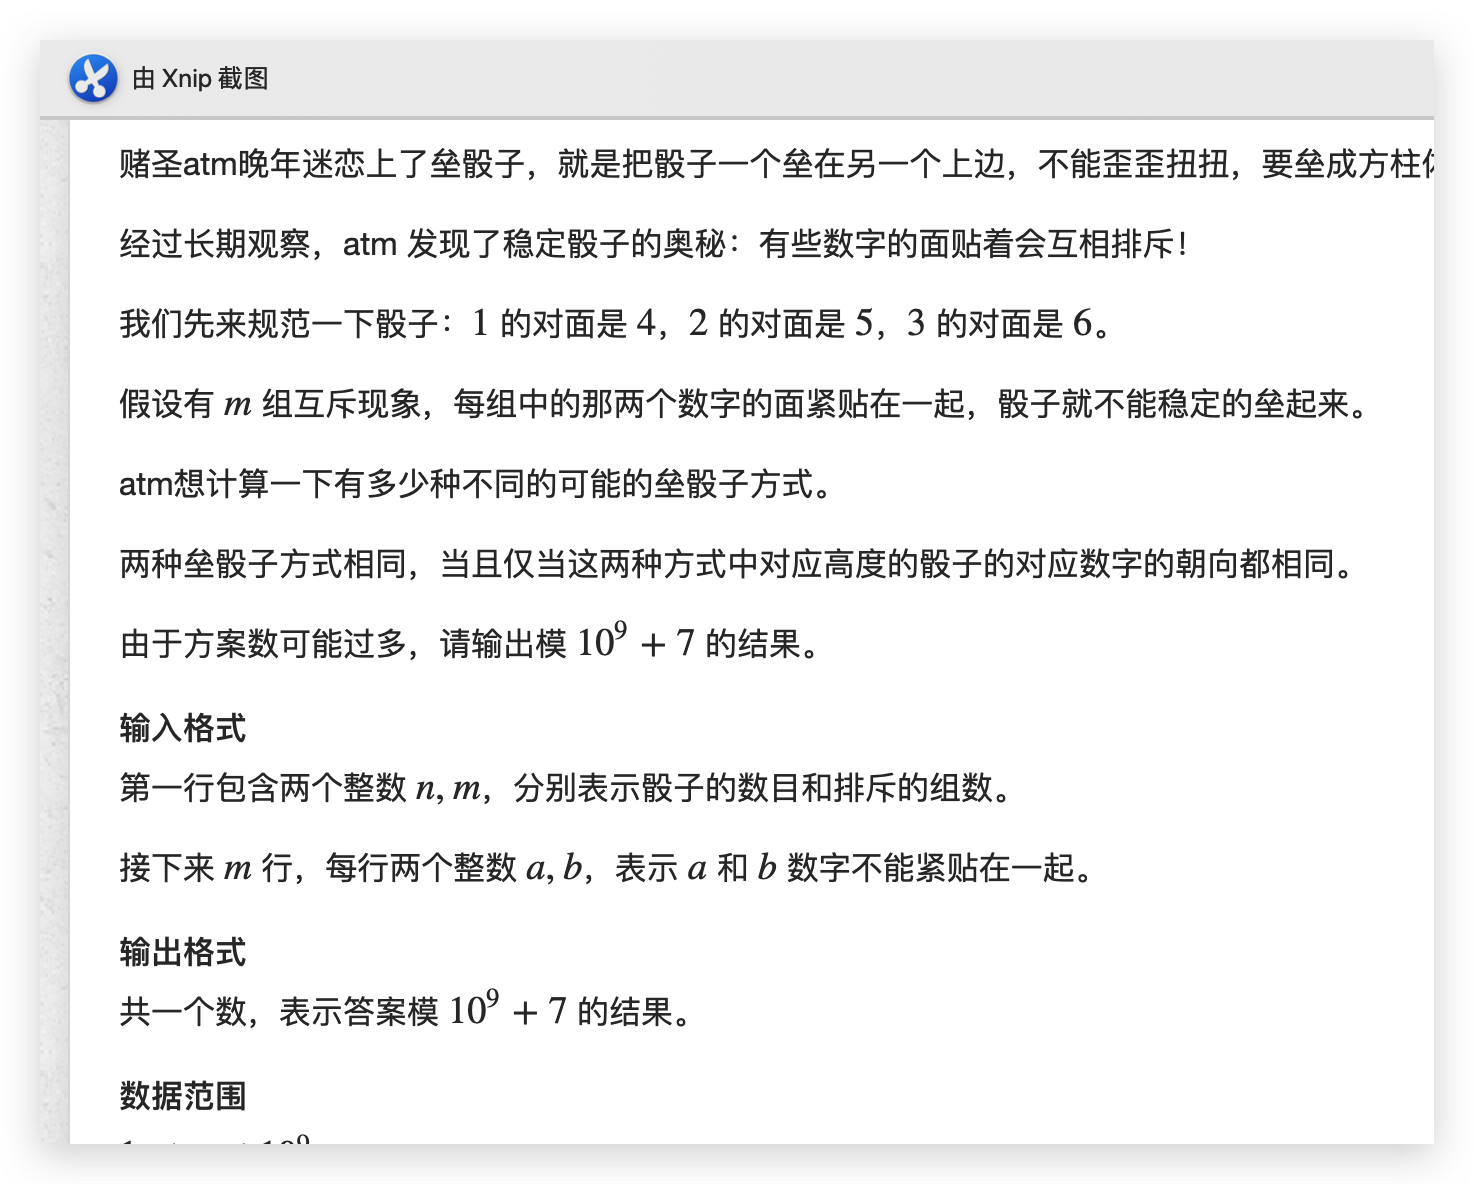 由 Xnip 截图
赌圣atm晚年迷恋上了垒骰子，就是把骰子一个垒在另一个上边，不能歪歪扭扭，要垒成方柱
经过长期观察，atm 发现了稳定骰子的奥秘：有些数字的面贴着会互相排斥！
我们先来规范一下骰子：1 的对面是 4，2 的对面是 5，3 的对面是 6。
假设有 m 组互斥现象，每组中的那两个数字的面紧贴在一起，骰子就不能稳定的垒起来。
atm想计算一下有多少种不同的可能的垒骰子方式。
两种垒骰子方式相同，当且仅当这两种方式中对应高度的骰子的对应数字的朝向都相同。
由于方案数可能过多，请输出模 10⁹ + 7 的结果。
输入格式
第一行包含两个整数 n, m，分别表示骰子的数目和排斥的组数。
接下来 m 行，每行两个整数 a, b，表示 a 和 b 数字不能紧贴在一起。
输出格式
共一个数，表示答案模 10⁹ + 7 的结果。
数据范围